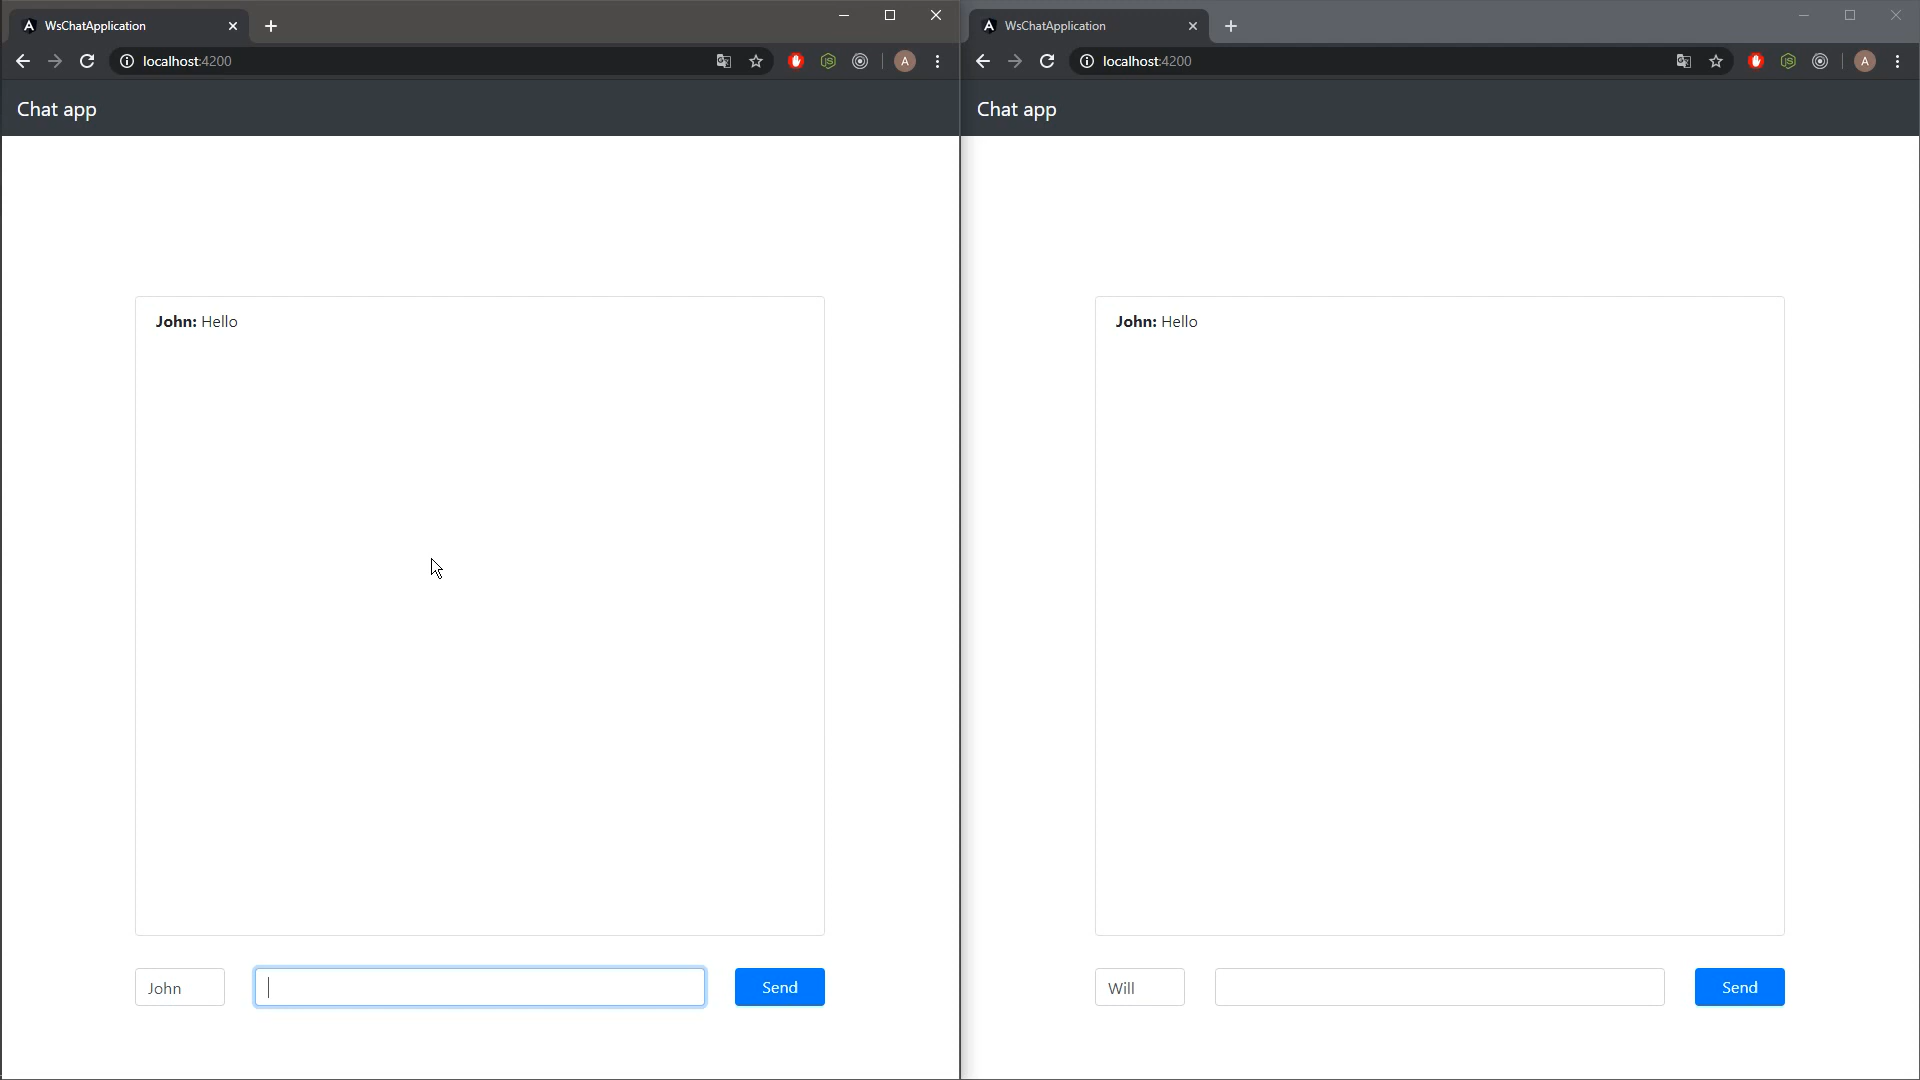 WsChatApplication
localhost:4200
A
Chat app
John: Hello
John
Send
WsChatApplication
localhost:4200
A
Chat app
John: Hello
Will
Send